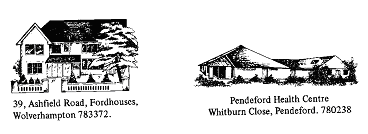 39, Ashfield Road, Fordhouses,
Wolverhampton 783372.
Pendeford Health Centre
Whitburn Close, Pendeford. 780238